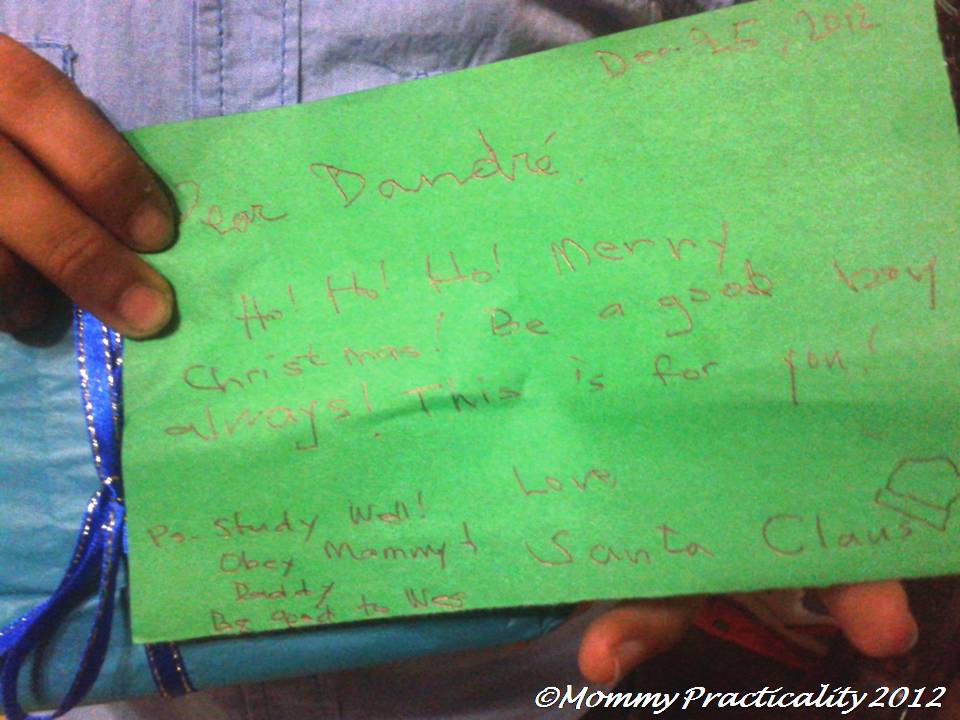 Dec 25, 2012
Dear Dandré.
Ho! Ho! Ho! Merry
Christmas! Be a good boy
always! This is for you!
Love
Santa Claus
Ps- Study Well!
Obey Mommy &
Daddy
Be good to Wes
©Mommy Practicality 2012